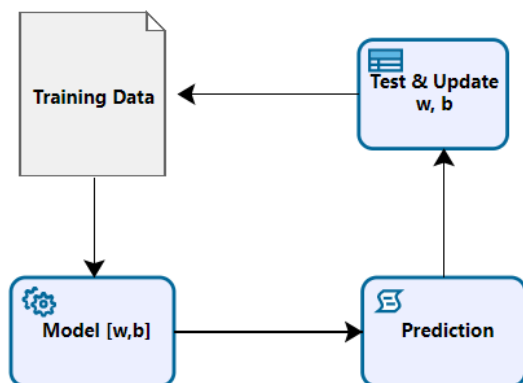 Training Data
Test & Update
w, b
Model [w,b]
Prediction